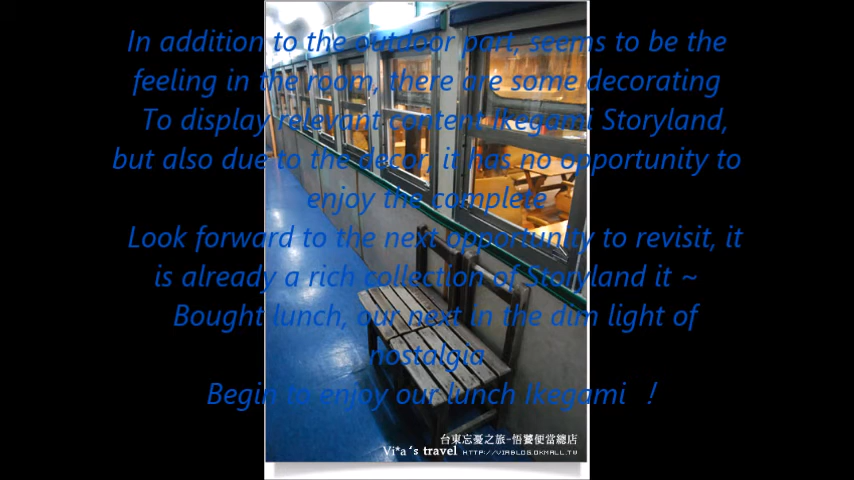 In addition to the outdoor part, seems to be the
feeling in the room, there are some decorating
To display relevant content Ikegami Storyland,
but also due to the decor, it has no opportunity to
enjoy the complete
Look forward to the next opportunity to revisit, it
is already a rich collection of Storyland it ~
Bought lunch, our next in the dim light of
nostalgia
Begin to enjoy our lunch Ikegami ！
台東忘憂之旅-悟饕便當總店
Vi*a´s travel HTTP://VIABLOG.OKMALL.TW